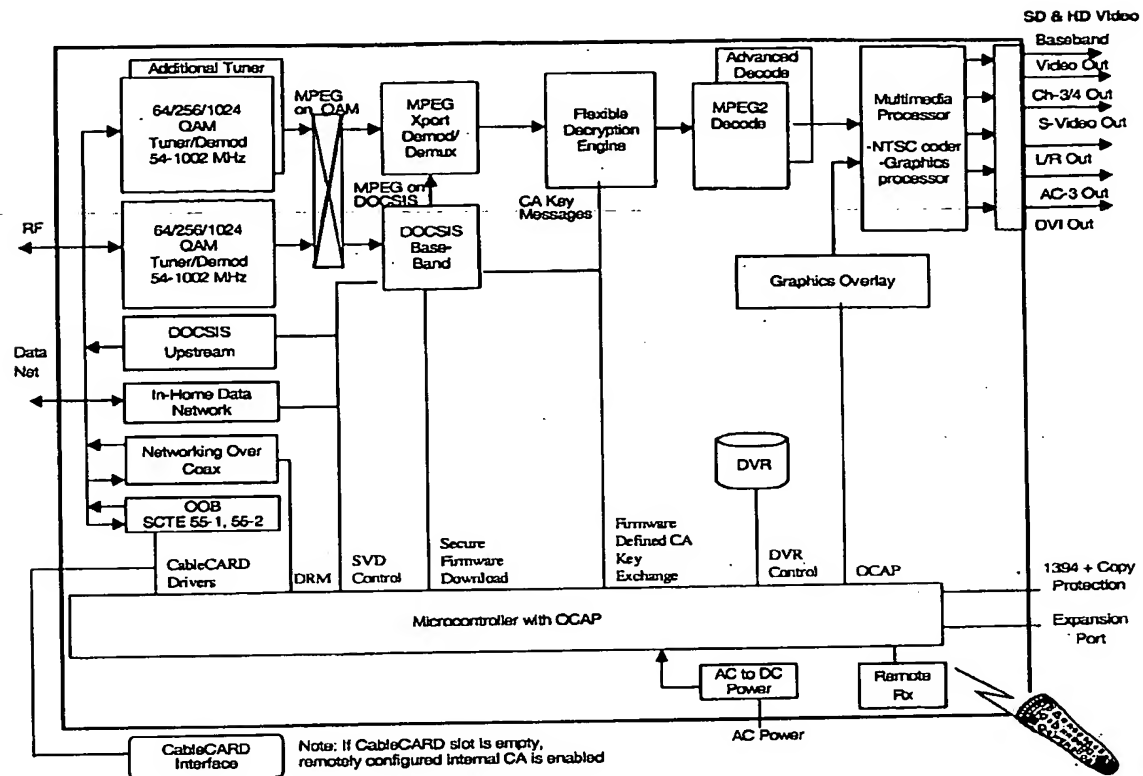 SD & HD Video
Baseband
Video Out
Ch-3/4 Out
S-Video Out
L/R Out
AC-3 Out
DVI Out
Additional Tuner
64/256/1024
QAM
Tuner/Demod
54-1002 MHz
MPEG
on QAM
MPEG
Xport
Demod/
Demux
Flexible
Decryption
Engine
Advanced
Decode
MPEG2
Decode
Multimedia
Processor
-NTSC coder
-Graphics
processor
MPEG on
DOCSIS
CA Key
Messages
RF
64/256/1024
QAM
Tuner/Demod
54-1002 MHz
DOCSIS
Base-
Band
Graphics Overlay
DOCSIS
Upstream
Data
Net
In-Home Data
Network
Networking Over
Coax
DVR
OOB
SCTE 55-1, 55-2
CableCARD
Drivers
DRM
SVD
Control
Secure
Firmware
Download
Firmware
Defined CA
Key
Exchange
DVR
Control
OCAP
1394 + Copy
Protection
Microcontroller with OCAP
Expansion
Port
AC to DC
Power
Remote
Rx
AC Power
CableCARD
Interface
Note: If CableCARD slot is empty,
remotely configured internal CA is enabled